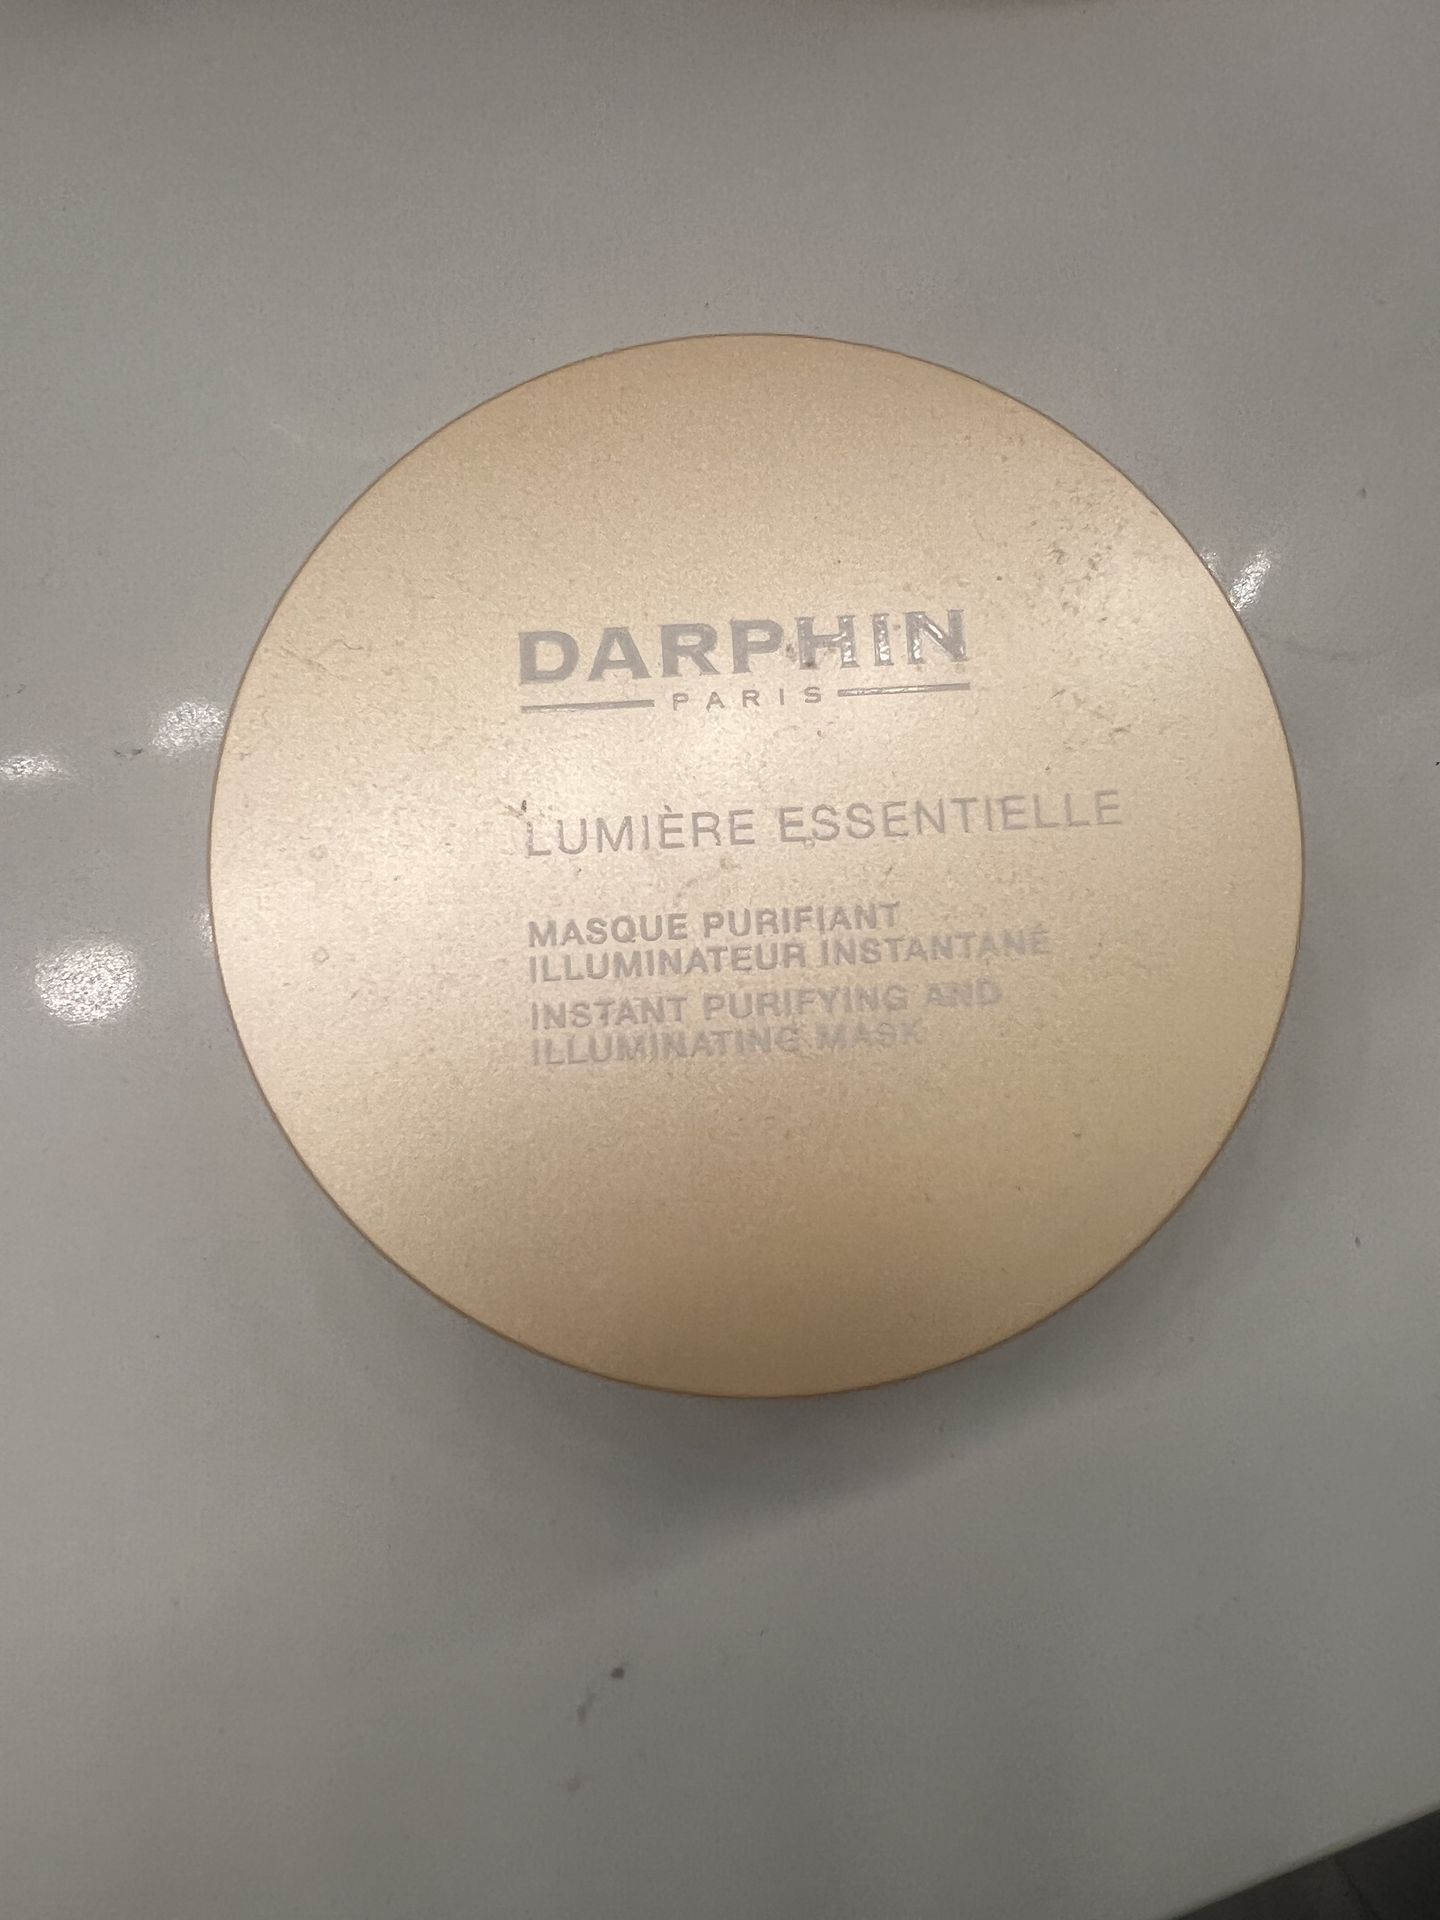 DARPHIN
PARIS
LUMIÈRE ESSENTIELLE
MASQUE PURIFIANT
ILLUMINATEUR INSTANTANÉ
INSTANT PURIFYING AND
ILLUMINATING MASK